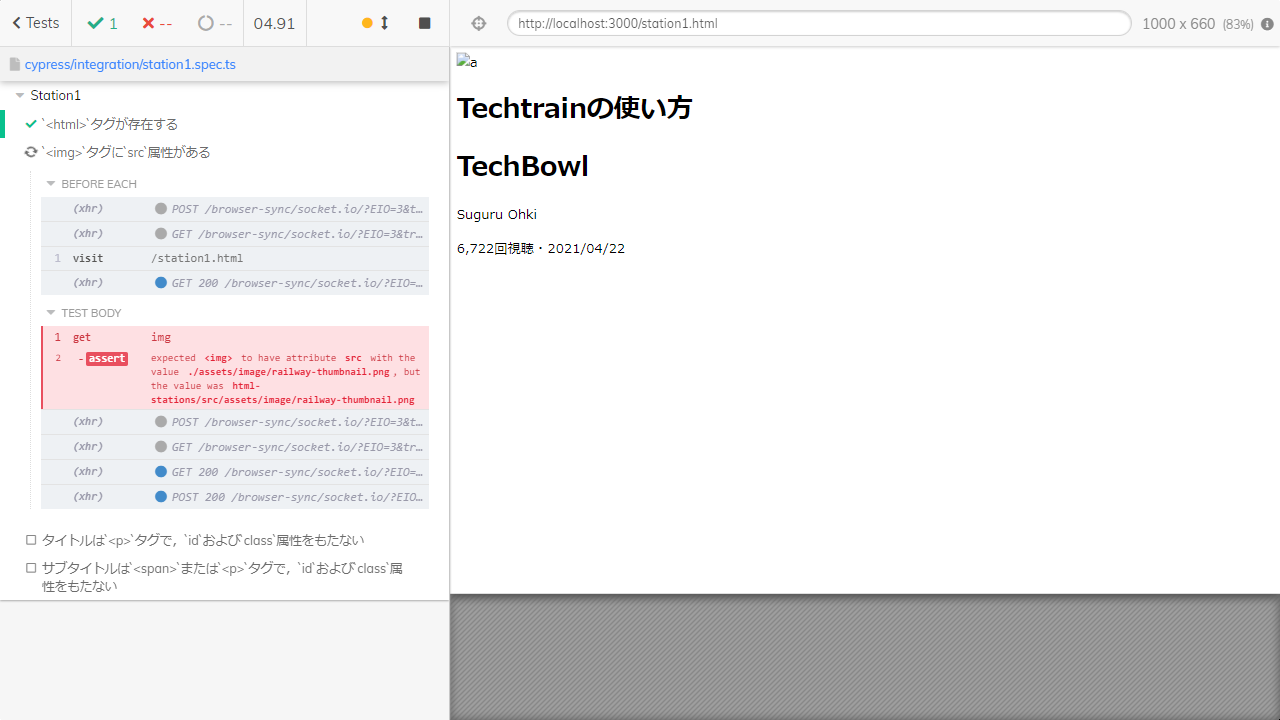 Tests 1 -- -- 04.91
http://localhost:3000/station1.html 1000 x 660 (83%)
cypress/integration/station1.spec.ts
Station1
`<html>`タグが存在する
`<img>`タグに`src`属性がある
BEFORE EACH
(xhr) POST /browser-sync/socket.io/?EIO=3&t…
(xhr) GET /browser-sync/socket.io/?EIO=3&tr…
1 visit /station1.html
(xhr) GET 200 /browser-sync/socket.io/?EIO=…
TEST BODY
1 get img
2 -assert expected <img> to have attribute src with the
value ./assets/image/railway-thumbnail.png, but
the value was html-
stations/src/assets/image/railway-thumbnail.png
(xhr) POST /browser-sync/socket.io/?EIO=3&t…
(xhr) GET /browser-sync/socket.io/?EIO=3&tr…
(xhr) GET 200 /browser-sync/socket.io/?EIO=…
(xhr) POST 200 /browser-sync/socket.io/?EIO…
タイトルは`<p>`タグで，`id`および`class`属性をもたない
サブタイトルは`<span>`または`<p>`タグで，`id`および`class`属
性をもたない
a
Techtrainの使い方
TechBowl
Suguru Ohki
6,722回視聴・2021/04/22